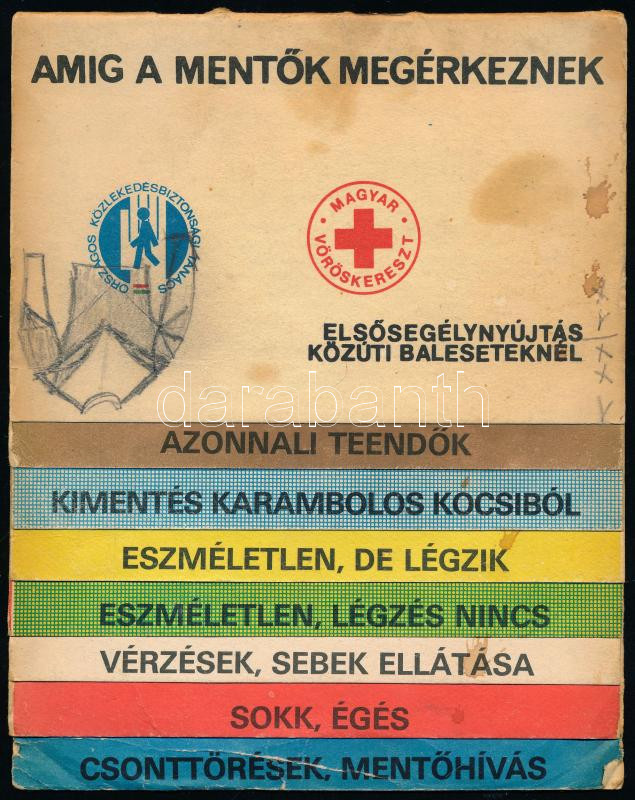 AMIG A MENTŐK MEGÉRKEZNEK
ORSZÁGOS KÖZLEKEDÉSBIZTONSÁGI TANÁCS
• MAGYAR •
VÖRÖSKERESZT
ELSŐSEGÉLYNYÚJTÁS
KÖZÚTI BALESETEKNÉL
darabanth
AZONNALI TEENDŐK
KIMENTÉS KARAMBOLOS KOCSIBÓL
ESZMÉLETLEN, DE LÉGZIK
ESZMÉLETLEN, LÉGZÉS NINCS
VÉRZÉSEK, SEBEK ELLÁTÁSA
SOKK, ÉGÉS
CSONTTÖRÉSEK, MENTŐHÍVÁS